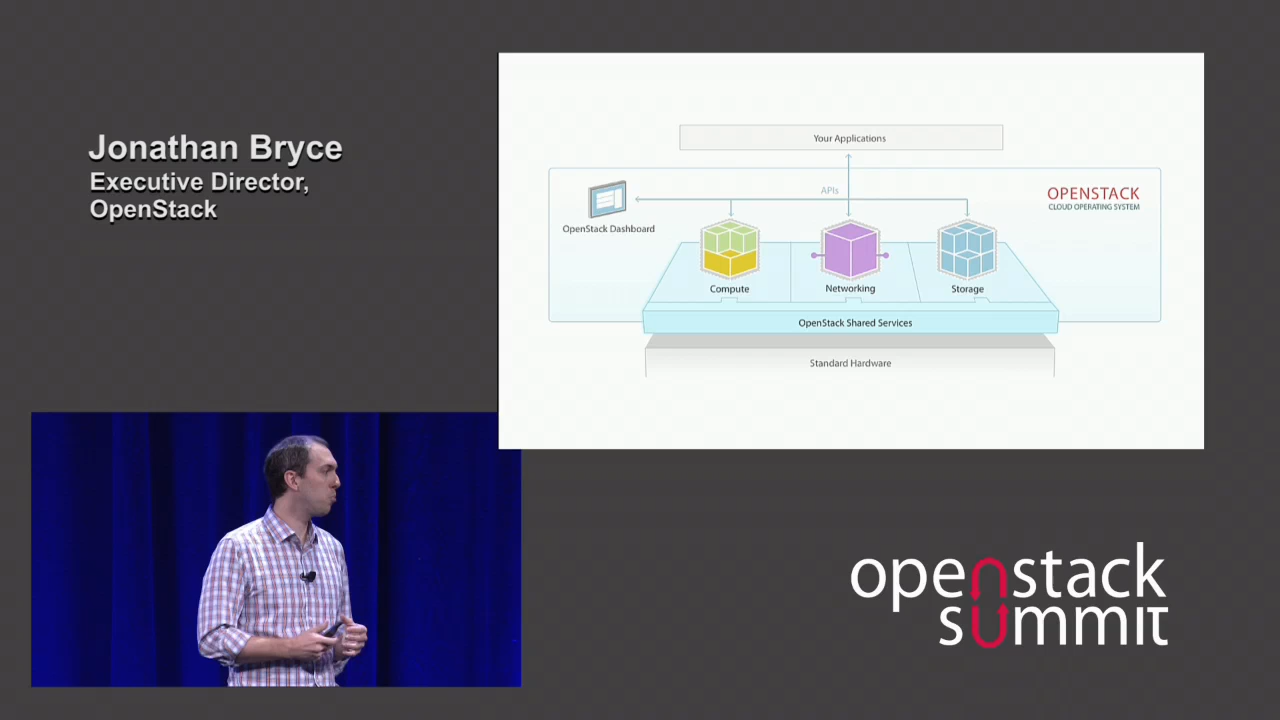 Jonathan Bryce
Executive Director,
OpenStack
Your Applications
APIs
OPENSTACK
CLOUD OPERATING SYSTEM
OpenStack Dashboard
Compute
Networking
Storage
OpenStack Shared Services
Standard Hardware
openstack
summit